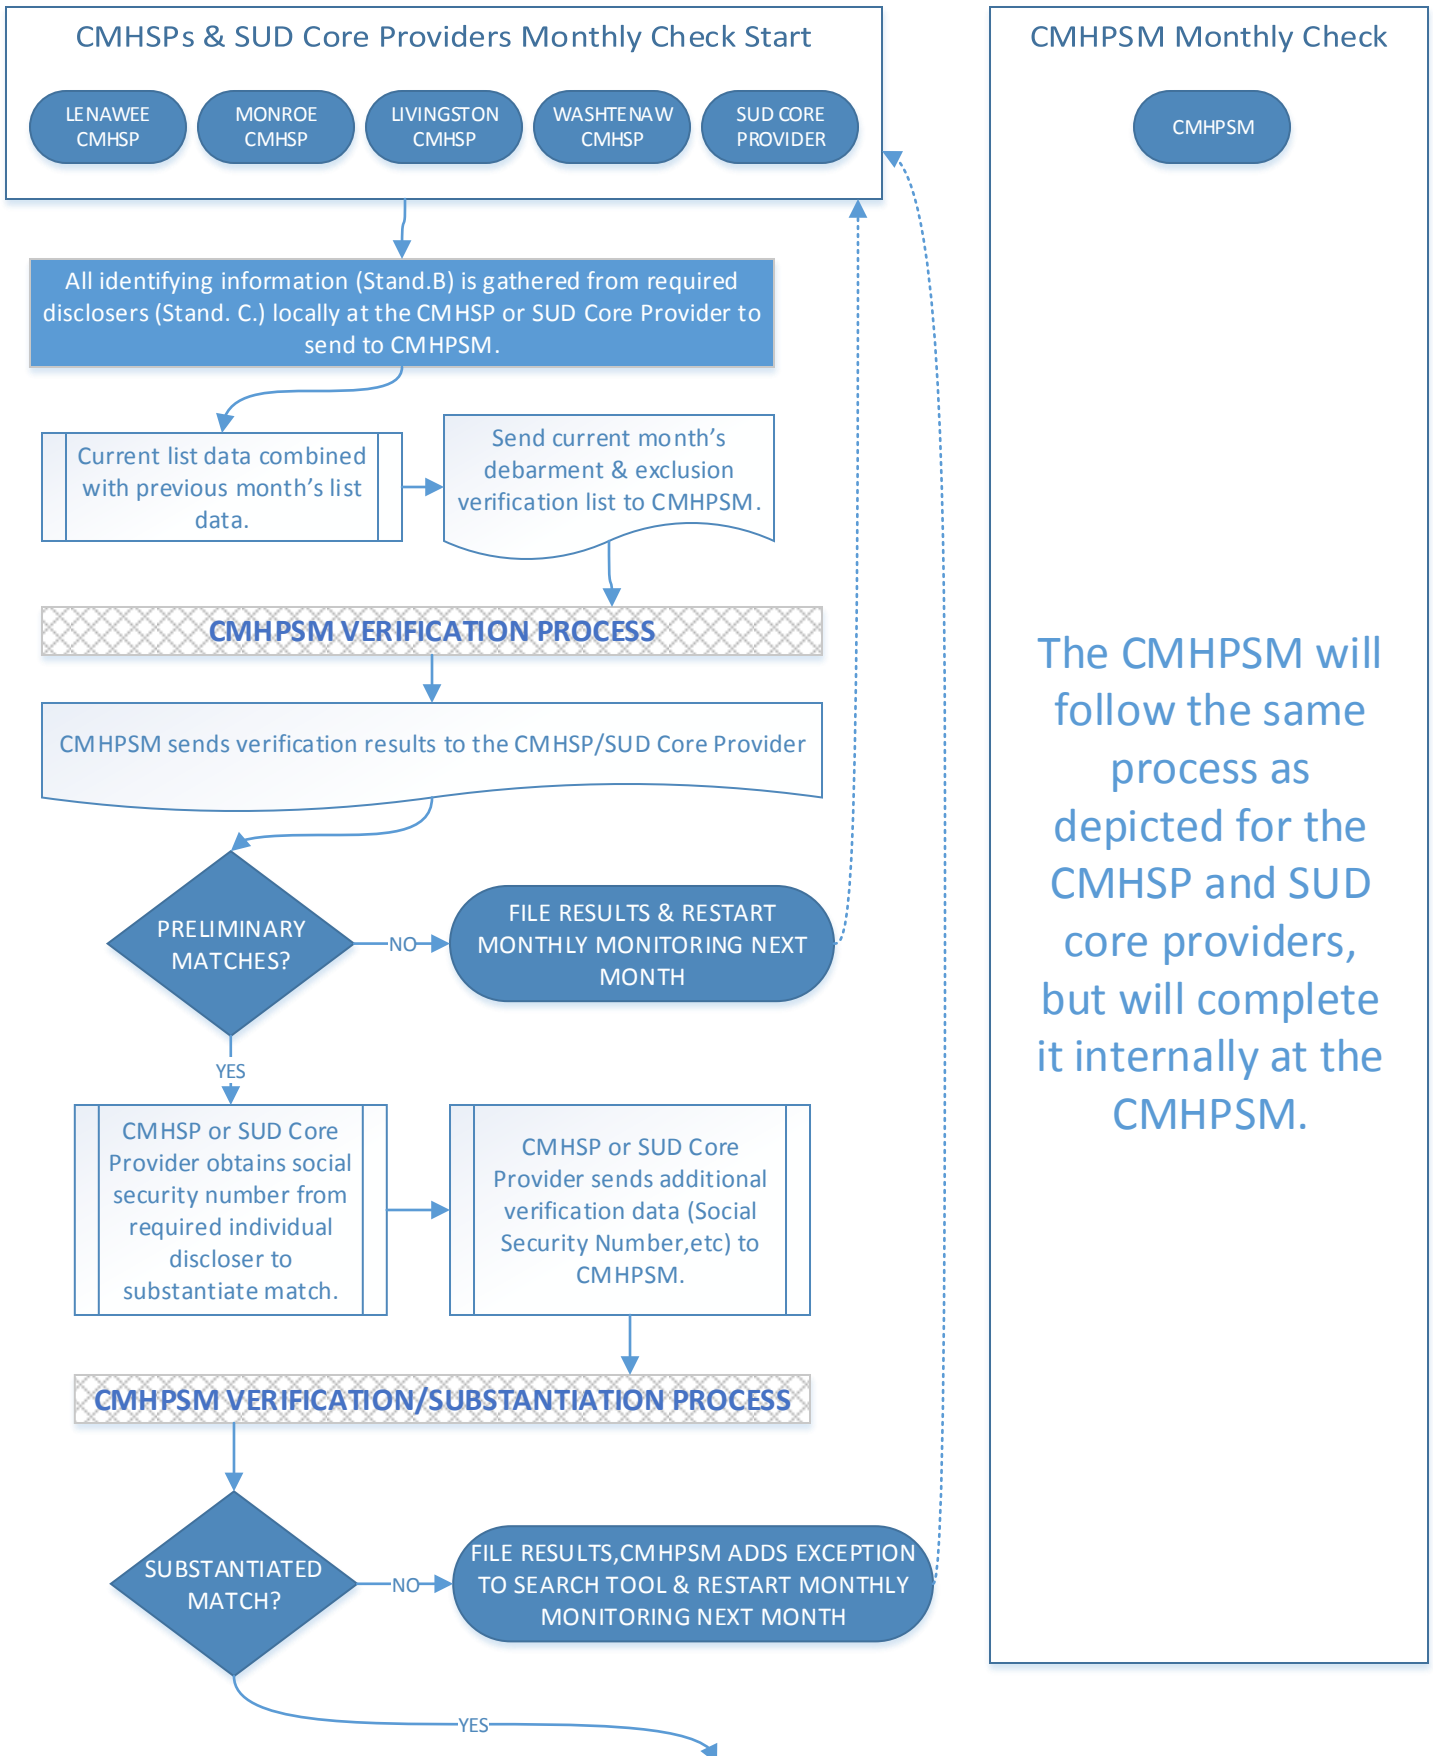 CMHSPs & SUD Core Providers Monthly Check Start
LENAWEE
CMHSP
MONROE
CMHSP
LIVINGSTON
CMHSP
WASHTENAW
CMHSP
SUD CORE
PROVIDER
All identifying information (Stand.B) is gathered from required
disclosers (Stand. C.) locally at the CMHSP or SUD Core Provider to
send to CMHPSM.
Current list data combined
with previous month's list
data.
Send current month's
debarment & exclusion
verification list to CMHPSM.
CMHPSM VERIFICATION PROCESS
CMHPSM sends verification results to the CMHSP/SUD Core Provider
PRELIMINARY
MATCHES?
NO
FILE RESULTS & RESTART
MONTHLY MONITORING NEXT
MONTH
YES
CMHSP or SUD Core
Provider obtains social
security number from
required individual
discloser to
substantiate match.
CMHSP or SUD Core
Provider sends additional
verification data (Social
Security Number,etc) to
CMHPSM.
CMHPSM VERIFICATION/SUBSTANTIATION PROCESS
SUBSTANTIATED
MATCH?
NO
FILE RESULTS,CMHPSM ADDS EXCEPTION
TO SEARCH TOOL & RESTART MONTHLY
MONITORING NEXT MONTH
YES
CMHPSM Monthly Check
CMHPSM
The CMHPSM will
follow the same
process as
depicted for the
CMHSP and SUD
core providers,
but will complete
it internally at the
CMHPSM.